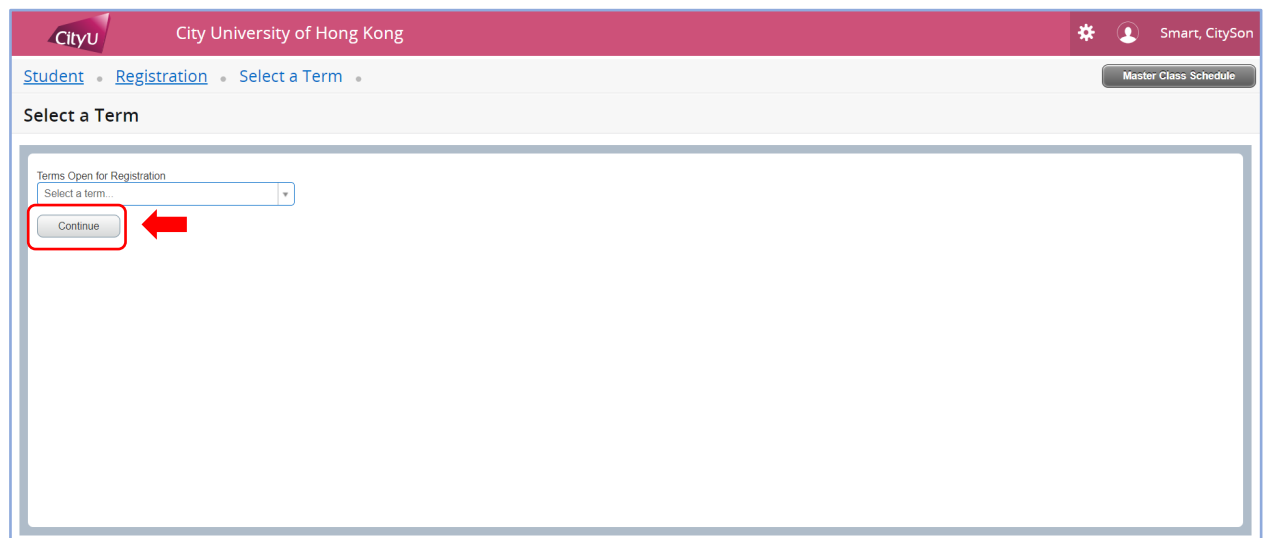 CityU City University of Hong Kong Smart, CitySon
Student • Registration • Select a Term •
Master Class Schedule
Select a Term
Terms Open for Registration
Select a term...
Continue